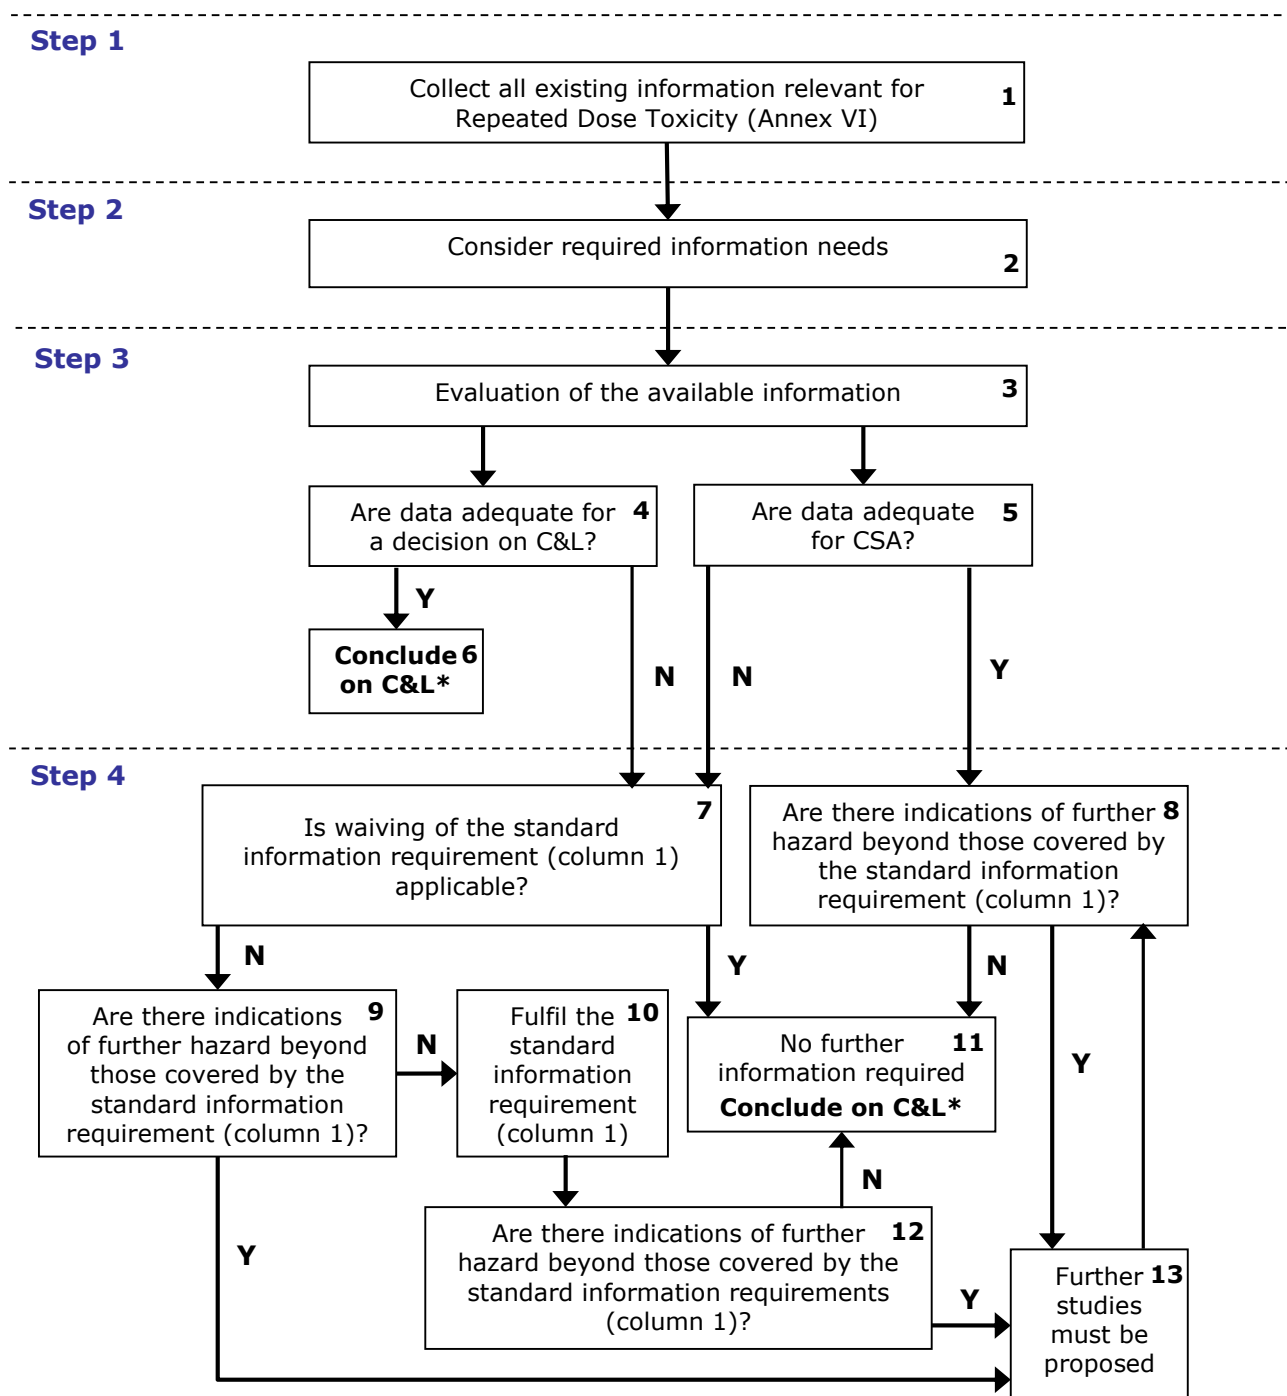 Step 1
Collect all existing information relevant for
Repeated Dose Toxicity (Annex VI)
1
Step 2
Consider required information needs
2
Step 3
Evaluation of the available information
3
Are data adequate for
a decision on C&L?
4
Are data adequate
for CSA?
5
Y
Conclude
on C&L*
6
N
N
Y
Step 4
Is waiving of the standard
information requirement (column 1)
applicable?
7
Are there indications of further
hazard beyond those covered by
the standard information
requirement (column 1)?
8
N
Y
N
Y
Are there indications
of further hazard beyond
those covered by the
standard information
requirement (column 1)?
9
N
Fulfil the
standard
information
requirement
(column 1)
10
No further
information required
Conclude on C&L*
11
N
Are there indications of further
hazard beyond those covered by the
standard information requirements
(column 1)?
12
Y
Y
Further
studies
must be
proposed
13